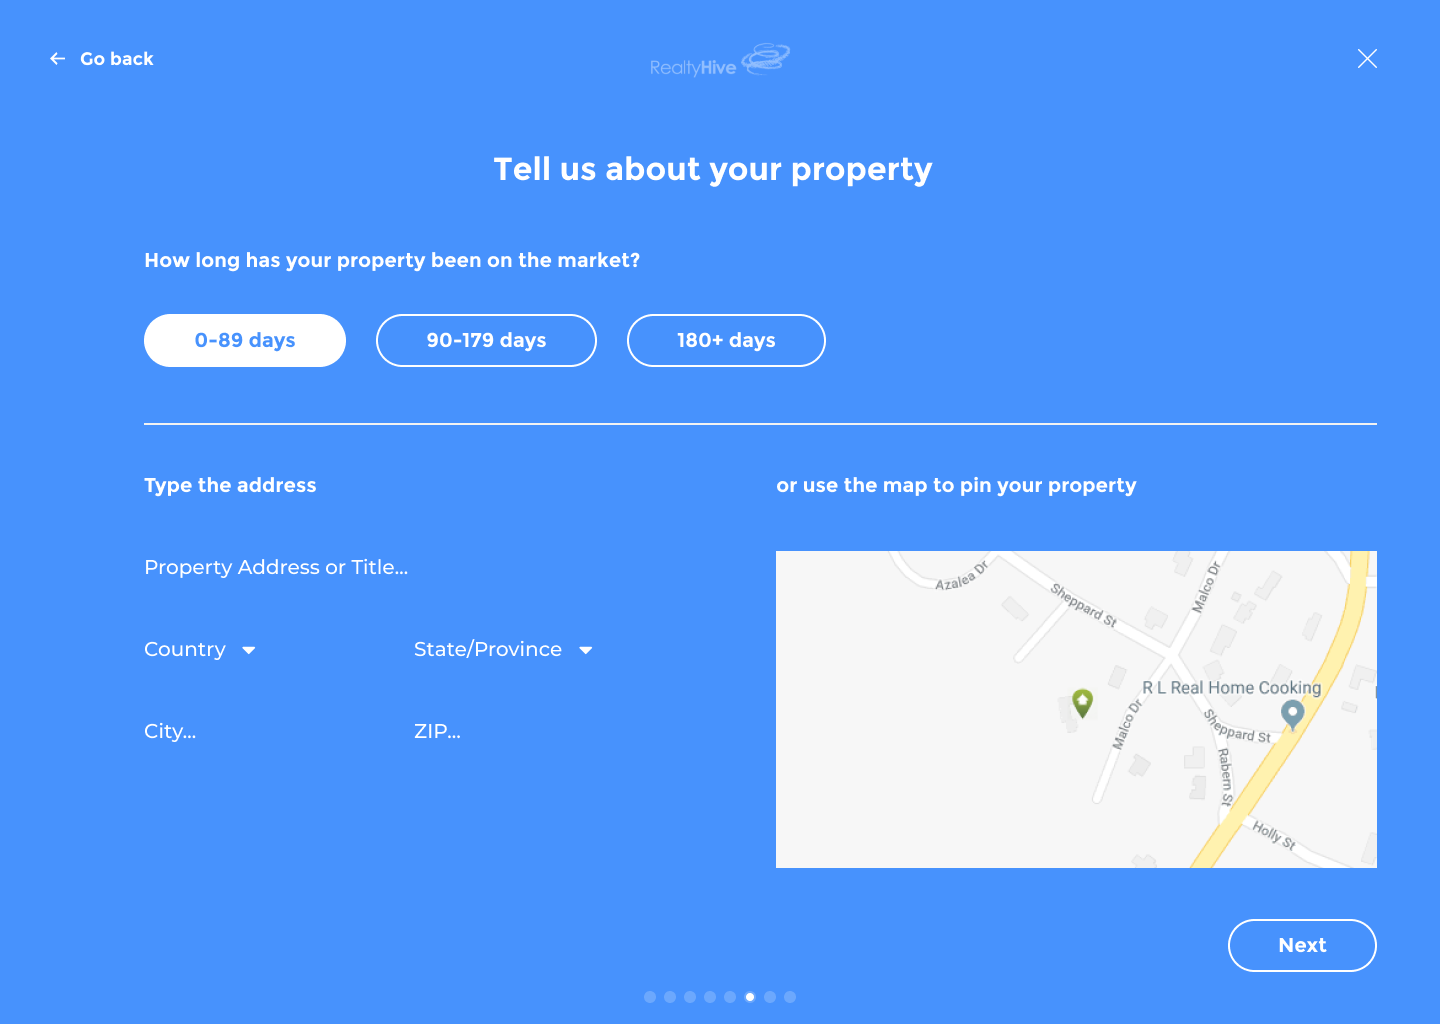 Go back
RealtyHive
Tell us about your property
How long has your property been on the market?
0-89 days
90-179 days
180+ days
Type the address
or use the map to pin your property
Property Address or Title...
Country
State/Province
City...
ZIP...
Azalea Dr
Sheppard St
Malco Dr
R L Real Home Cooking
Malco Dr
Sheppard St
Rabern St
Holly St
Next